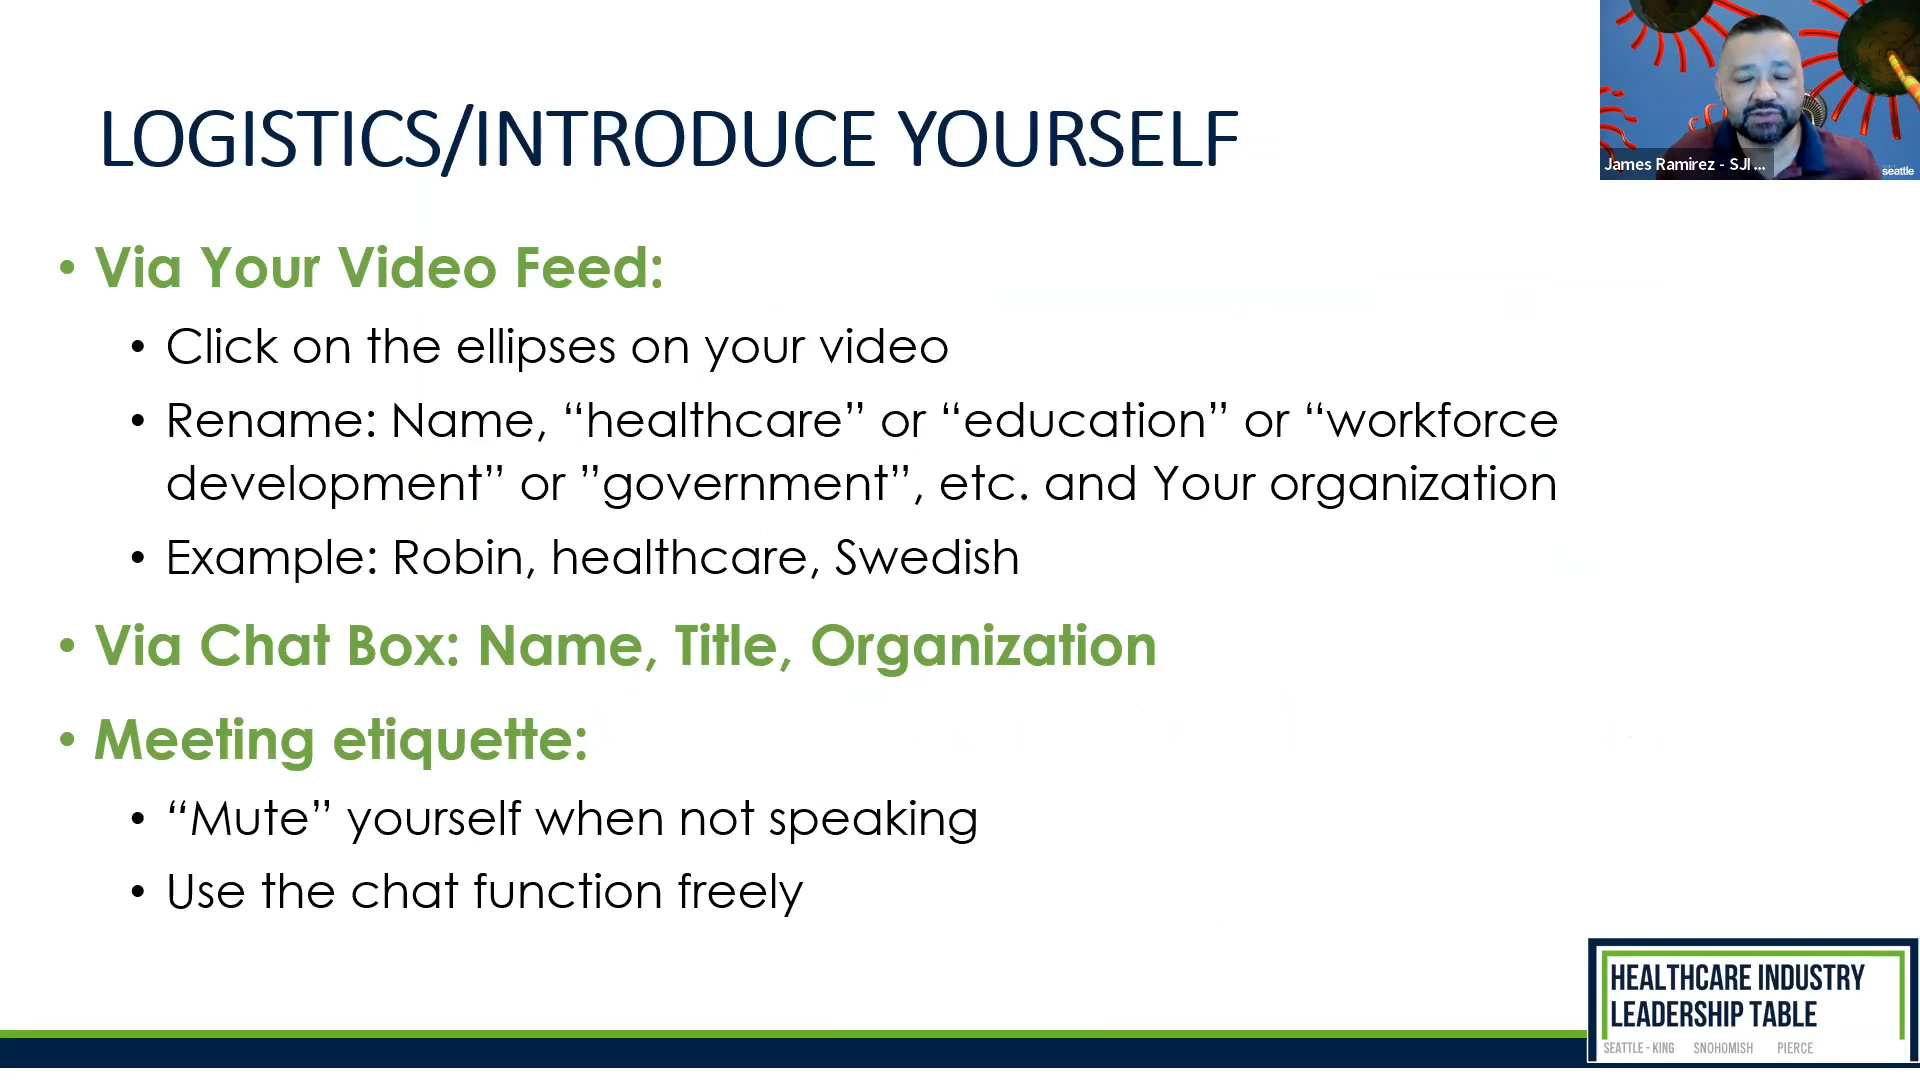 LOGISTICS/INTRODUCE YOURSELF
James Ramirez - SJI ...
seattle
• Via Your Video Feed:
• Click on the ellipses on your video
• Rename: Name, “healthcare” or “education” or “workforce
development” or ”government”, etc. and Your organization
• Example: Robin, healthcare, Swedish
• Via Chat Box: Name, Title, Organization
• Meeting etiquette:
• “Mute” yourself when not speaking
• Use the chat function freely
HEALTHCARE INDUSTRY
LEADERSHIP TABLE
SEATTLE - KING SNOHOMISH PIERCE